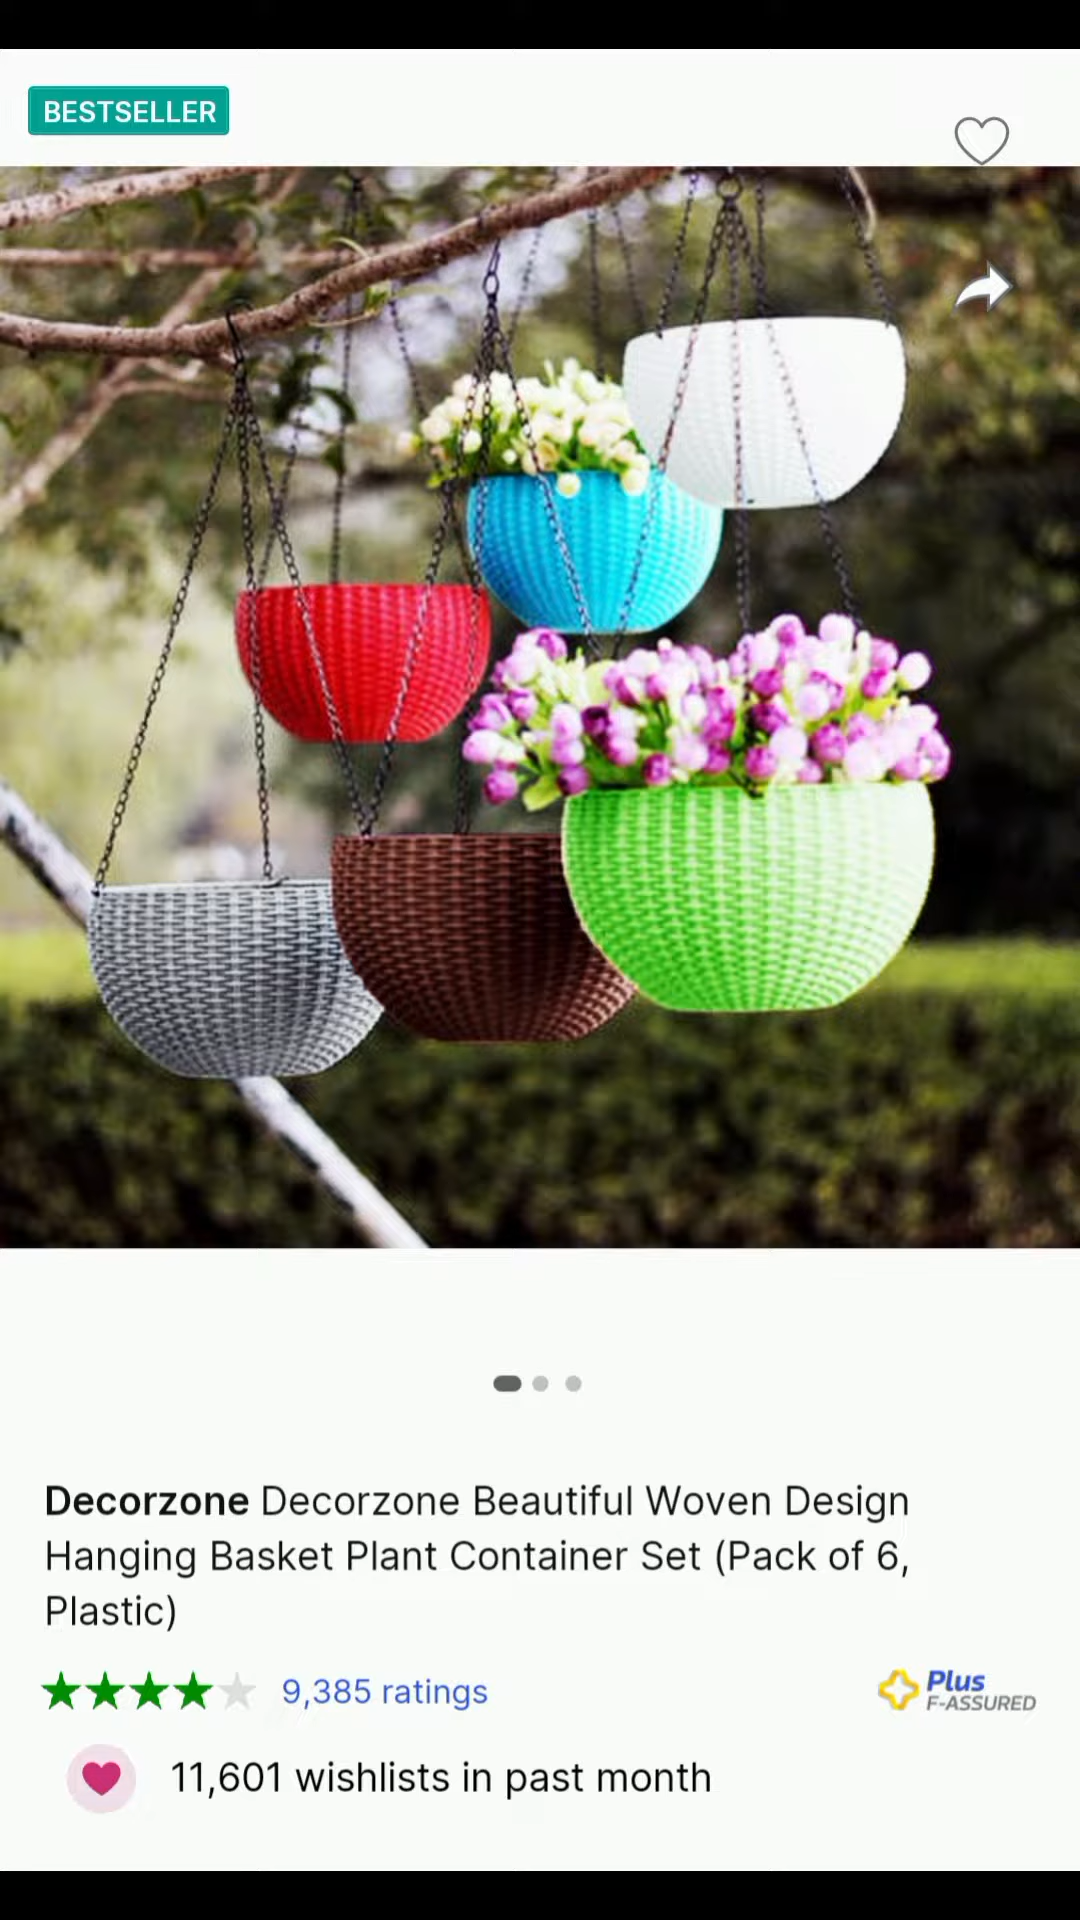 BESTSELLER
Decorzone Decorzone Beautiful Woven Design
Hanging Basket Plant Container Set (Pack of 6,
Plastic)
9,385 ratings
Plus
F-ASSURED
11,601 wishlists in past month